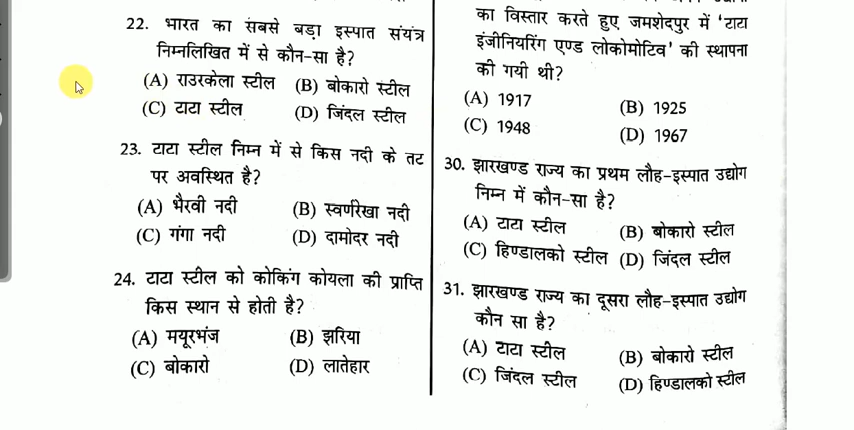 22. भारत का सबसे बड़ा इस्पात संयंत्र
निम्नलिखित में से कौन-सा है?
(A) राउरकेला स्टील (B) बोकारो स्टील
(C) टाटा स्टील (D) जिंदल स्टील
23. टाटा स्टील निम्न में से किस नदी के तट
पर अवस्थित है?
(A) भैरवी नदी (B) स्वर्णरेखा नदी
(C) गंगा नदी (D) दामोदर नदी
24. टाटा स्टील को कोकिंग कोयला की प्राप्ति
किस स्थान से होती है?
(A) मयूरभंज (B) झरिया
(C) बोकारो (D) लातेहार
का विस्तार करते हुए जमशेदपुर में 'टाटा
इंजीनियरिंग एण्ड लोकोमोटिव' की स्थापना
की गयी थी?
(A) 1917 (B) 1925
(C) 1948 (D) 1967
30. झारखण्ड राज्य का प्रथम लौह-इस्पात उद्योग
निम्न में कौन-सा है?
(A) टाटा स्टील (B) बोकारो स्टील
(C) हिण्डालको स्टील (D) जिंदल स्टील
31. झारखण्ड राज्य का दूसरा लौह-इस्पात उद्योग
कौन सा है?
(A) टाटा स्टील (B) बोकारो स्टील
(C) जिंदल स्टील (D) हिण्डालको स्टील